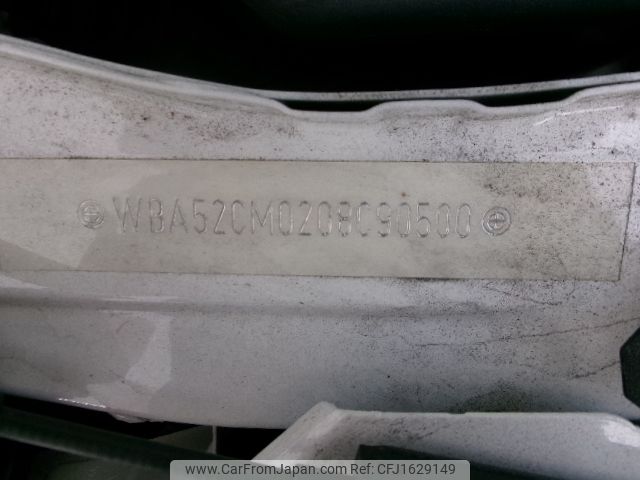 WBA52CM0208C90500
www.CarFromJapan.com Ref: CFJ1629149